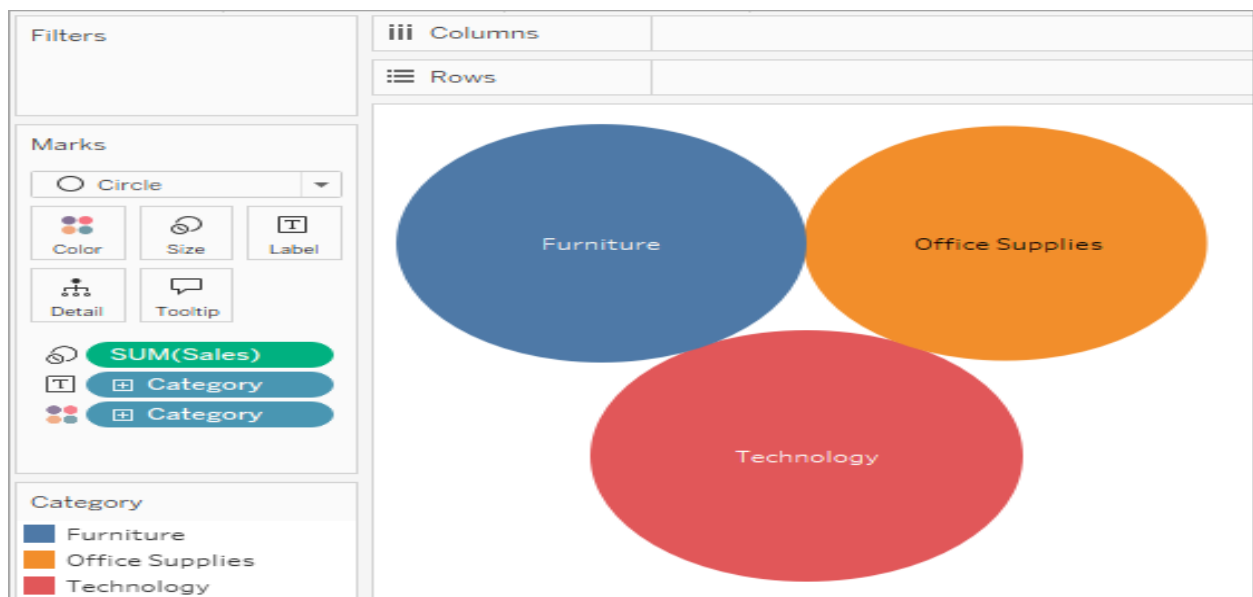 Filters
Columns
Rows
Marks
Circle
Color
Size
Label
Detail
Tooltip
SUM(Sales)
Category
Category
Category
Furniture
Office Supplies
Technology
Furniture
Office Supplies
Technology